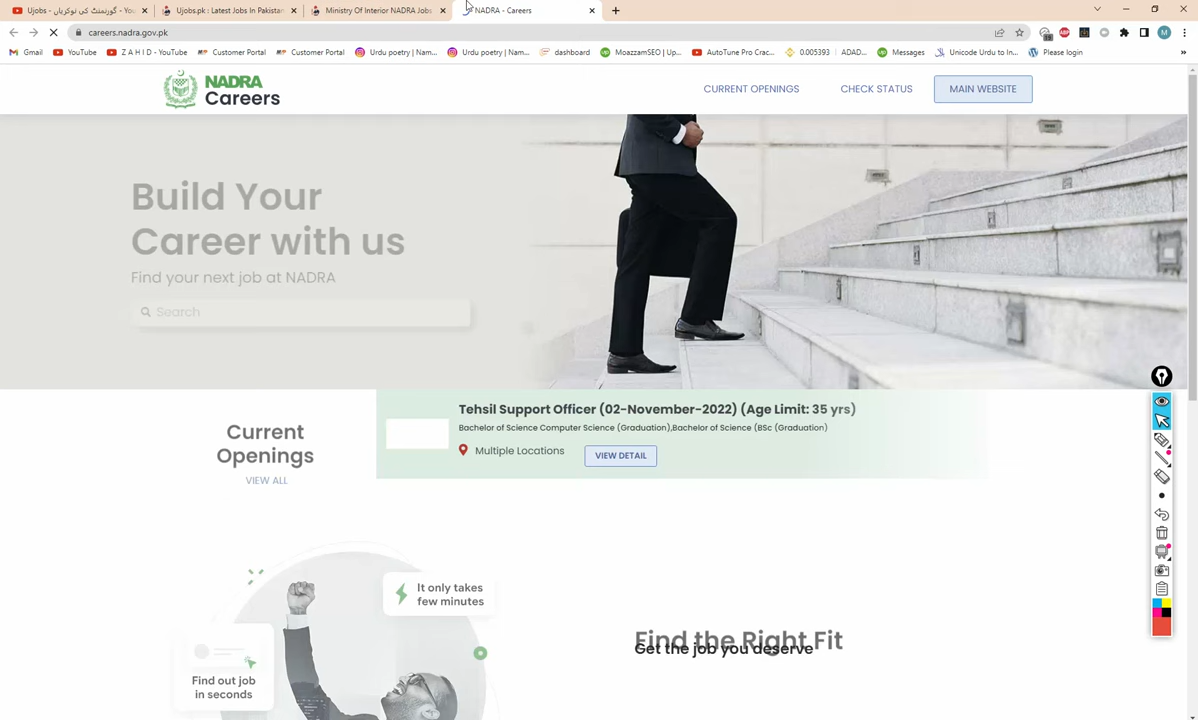 Ujobs - گورنمنٹ کی نوکریاں - You
Ujobs.pk : Latest Jobs In Pakistan
Ministry Of Interior NADRA Jobs
NADRA - Careers
careers.nadra.gov.pk
Gmail
YouTube
Z A H I D - YouTube
Customer Portal
Customer Portal
Urdu poetry | Nam...
Urdu poetry | Nam...
dashboard
MoazzamSEO | Up...
AutoTune Pro Crac...
0.005393 | ADAD...
Messages
Unicode Urdu to In...
Please login
NADRA
Careers
CURRENT OPENINGS
CHECK STATUS
MAIN WEBSITE
Build Your
Career with us
Find your next job at NADRA
Search
Current
Openings
VIEW ALL
Tehsil Support Officer (02-November-2022) (Age Limit: 35 yrs)
Bachelor of Science Computer Science (Graduation),Bachelor of Science (BSc (Graduation)
Multiple Locations
VIEW DETAIL
It only takes
few minutes
Find out job
in seconds
Find the Right Fit
Get the job you deserve